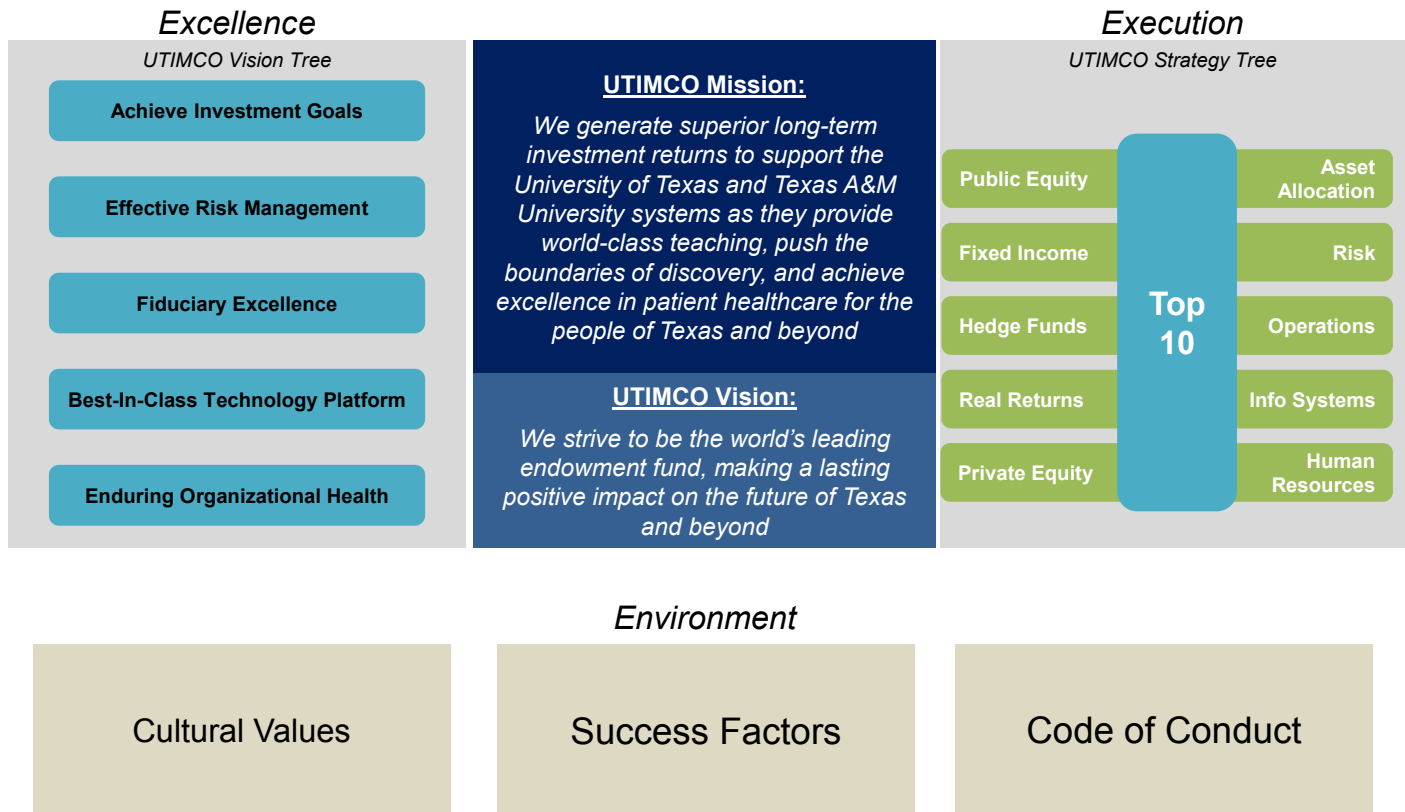 Excellence
UTIMCO Vision Tree
Achieve Investment Goals
Effective Risk Management
Fiduciary Excellence
Best-In-Class Technology Platform
Enduring Organizational Health
UTIMCO Mission:
We generate superior long-term
investment returns to support the
University of Texas and Texas A&M
University systems as they provide
world-class teaching, push the
boundaries of discovery, and achieve
excellence in patient healthcare for the
people of Texas and beyond
UTIMCO Vision:
We strive to be the world’s leading
endowment fund, making a lasting
positive impact on the future of Texas
and beyond
Execution
UTIMCO Strategy Tree
Public Equity
Fixed Income
Hedge Funds
Real Returns
Private Equity
Top
10
Asset
Allocation
Risk
Operations
Info Systems
Human
Resources
Environment
Cultural Values
Success Factors
Code of Conduct